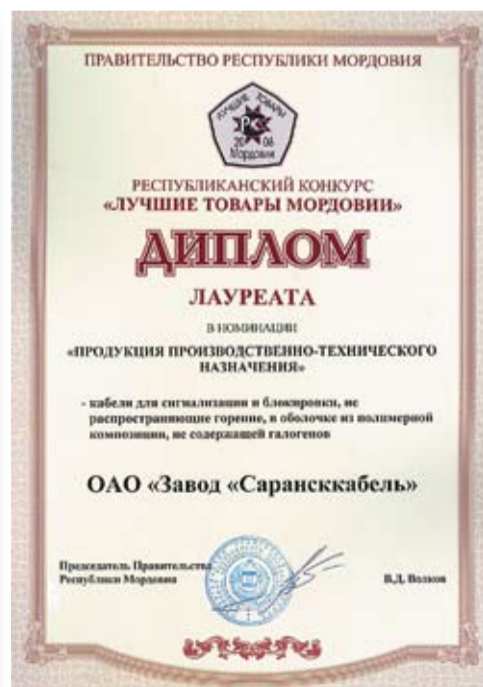 ПРАВИТЕЛЬСТВО РЕСПУБЛИКИ МОРДОВИЯ
ЛУЧШИЕ ТОВАРЫ
20 06
Мордовии
РЕСПУБЛИКАНСКИЙ КОНКУРС
«ЛУЧШИЕ ТОВАРЫ МОРДОВИИ»
ДИПЛОМ
ЛАУРЕАТА
В НОМИНАЦИИ
«ПРОДУКЦИЯ ПРОИЗВОДСТВЕННО-ТЕХНИЧЕСКОГО
НАЗНАЧЕНИЯ»
- кабели для сигнализации и блокировки, не
распространяющие горение, в оболочке из полимерной
композиции, не содержащей галогенов
ОАО «Завод «Сарансккабель»
Председатель Правительства
Республики Мордовия
В.Д. Волков